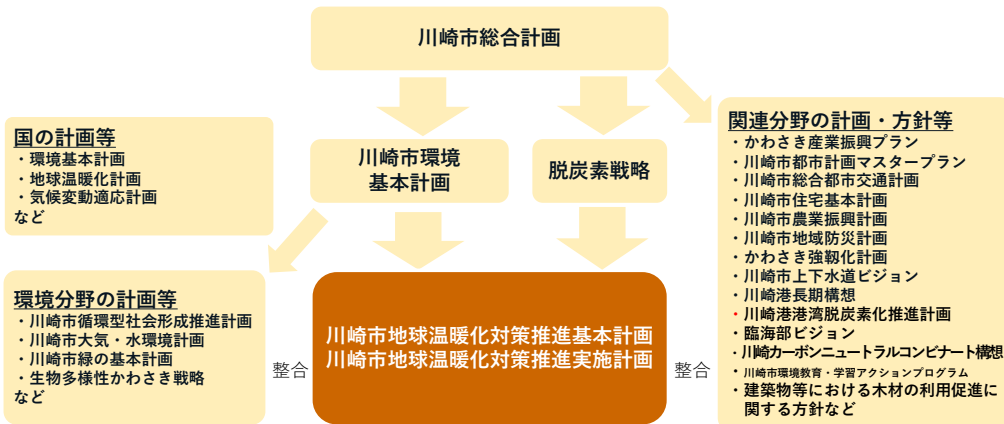 川崎市総合計画
国の計画等
・環境基本計画
・地球温暖化計画
・気候変動適応計画
など
川崎市環境
基本計画
脱炭素戦略
環境分野の計画等
・川崎市循環型社会形成推進計画
・川崎市大気・水環境計画
・川崎市緑の基本計画
・生物多様性かわさき戦略
など
整合
川崎市地球温暖化対策推進基本計画
川崎市地球温暖化対策推進実施計画
整合
関連分野の計画・方針等
・かわさき産業振興プラン
・川崎市都市計画マスタープラン
・川崎市総合都市交通計画
・川崎市住宅基本計画
・川崎市農業振興計画
・川崎市地域防災計画
・かわさき強靱化計画
・川崎市上下水道ビジョン
・川崎港長期構想
・川崎港港湾脱炭素化推進計画
・臨海部ビジョン
・川崎カーボンニュートラルコンビナート構想
・川崎市環境教育・学習アクションプログラム
・建築物等における木材の利用促進に
関する方針など